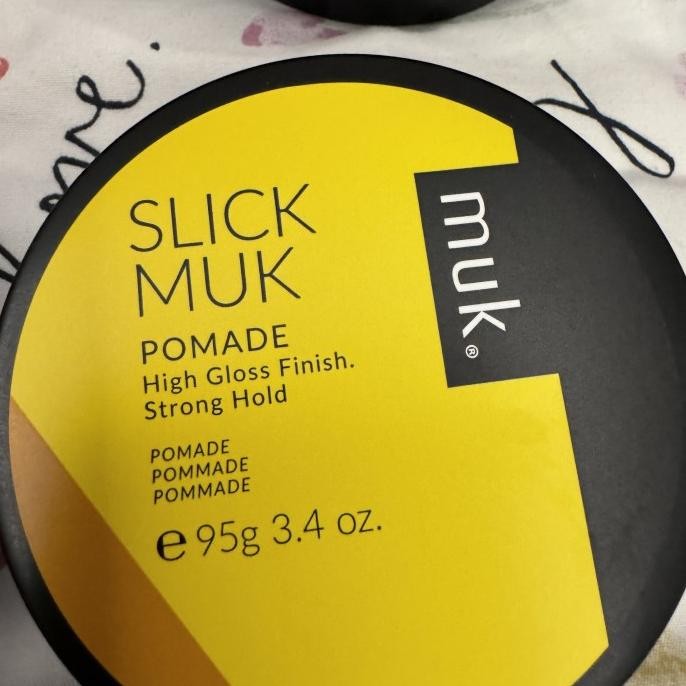 SLICK
MUK
POMADE
High Gloss Finish.
Strong Hold
POMADE
POMMADE
POMMADE
e 95g 3.4 oz.
muk®